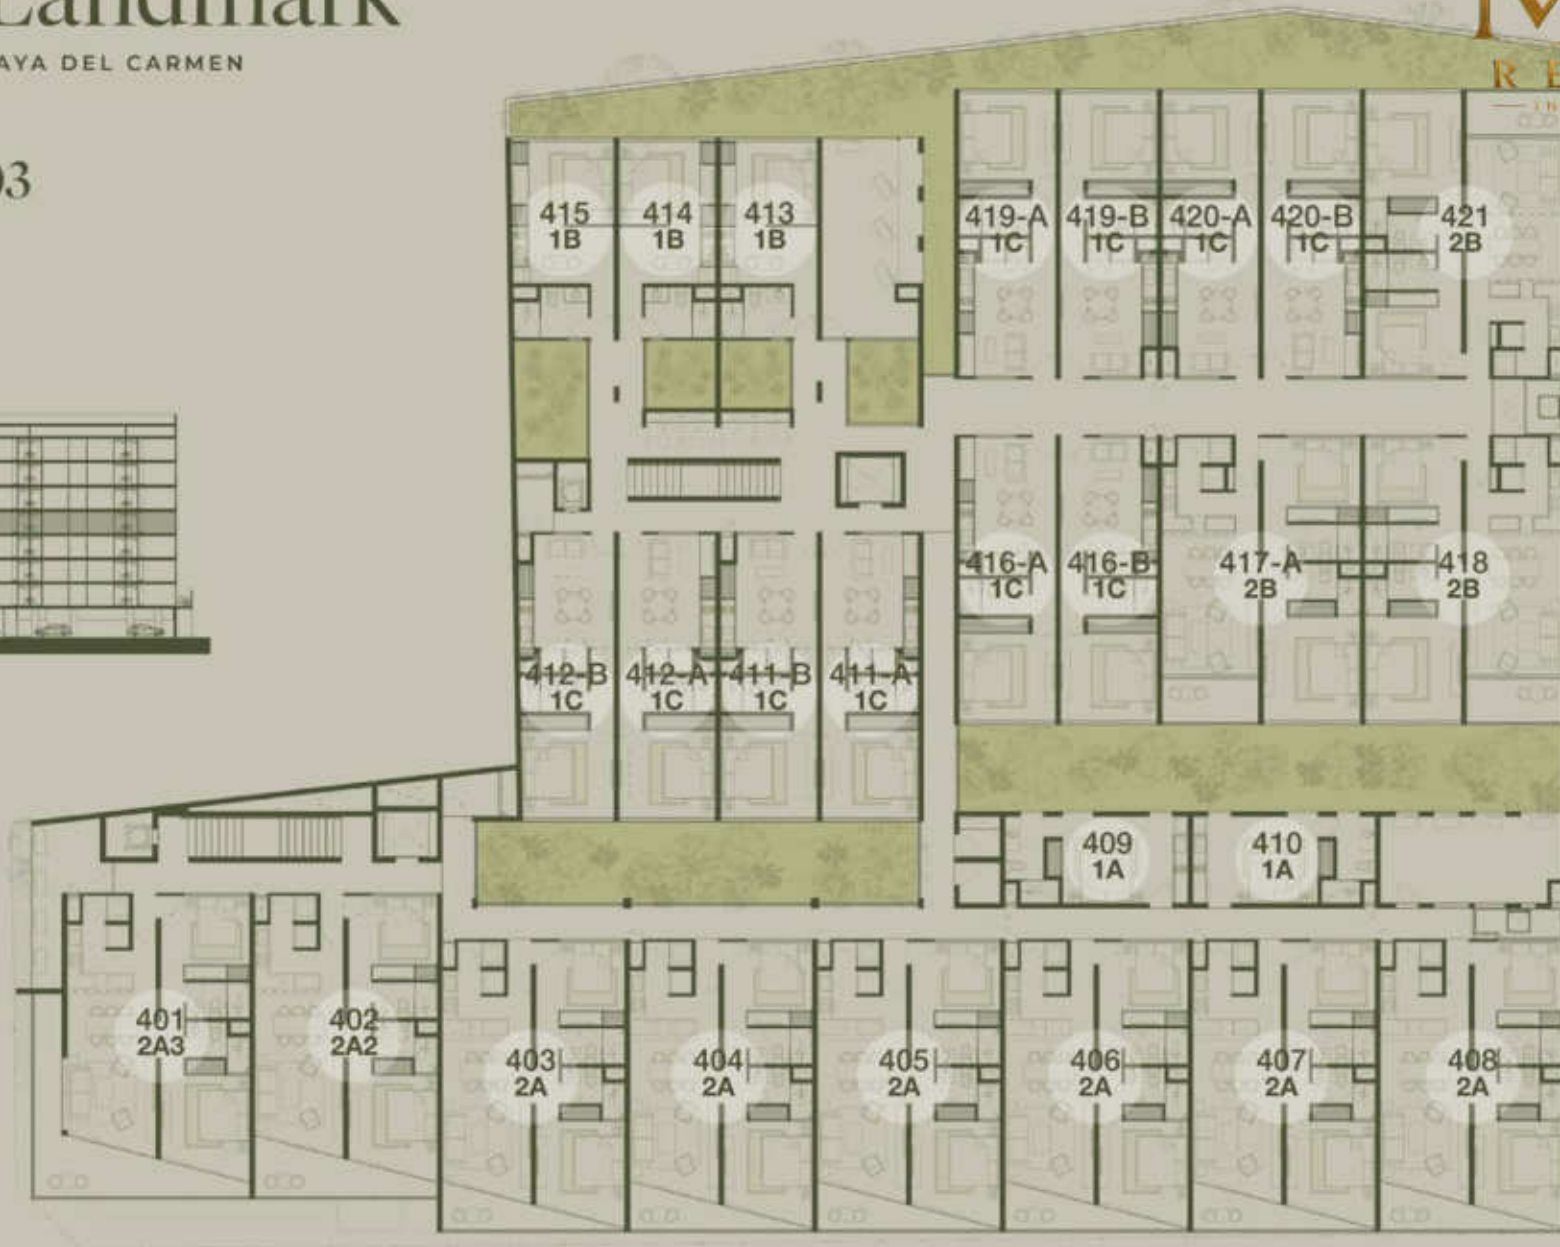 Landmark
AYA DEL CARMEN
03
415
1B
414
1B
413
1B
419-A
1C
419-B
1C
420-A
1C
420-B
1C
421
2B
416-A
1C
416-B
1C
417-A
2B
418
2B
412-B
1C
412-A
1C
411-B
1C
411-A
1C
409
1A
410
1A
401
2A3
402
2A2
403
2A
404
2A
405
2A
406
2A
407
2A
408
2A